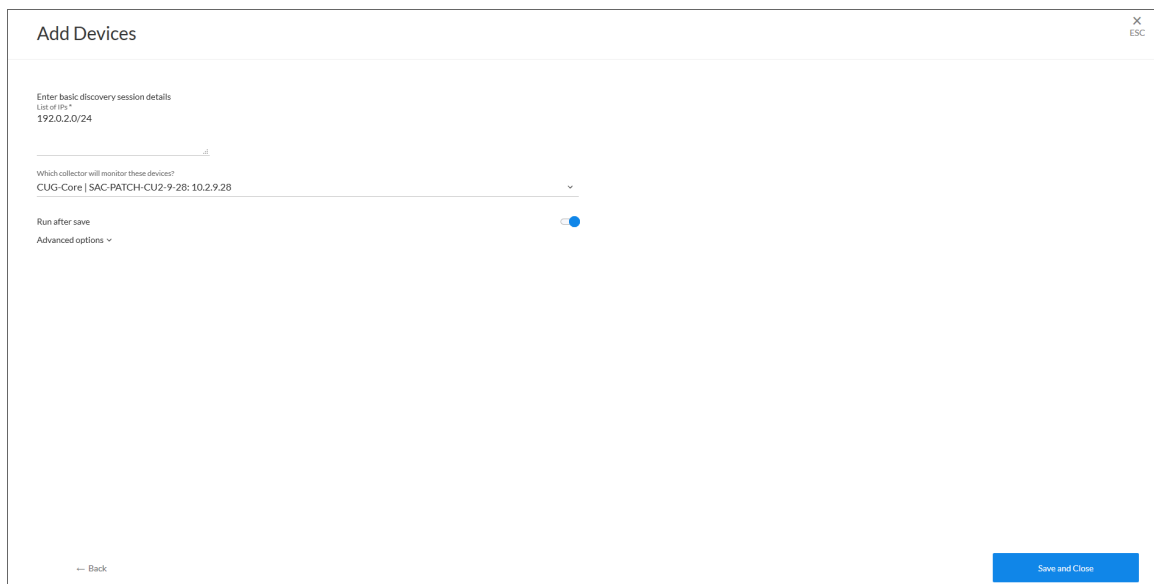 Add Devices
ESC
Enter basic discovery session details
List of IPs *
192.0.2.0/24
Which collector will monitor these devices?
CUG-Core | SAC-PATCH-CU2-9-28: 10.2.9.28
Run after save
Advanced options
← Back
Save and Close